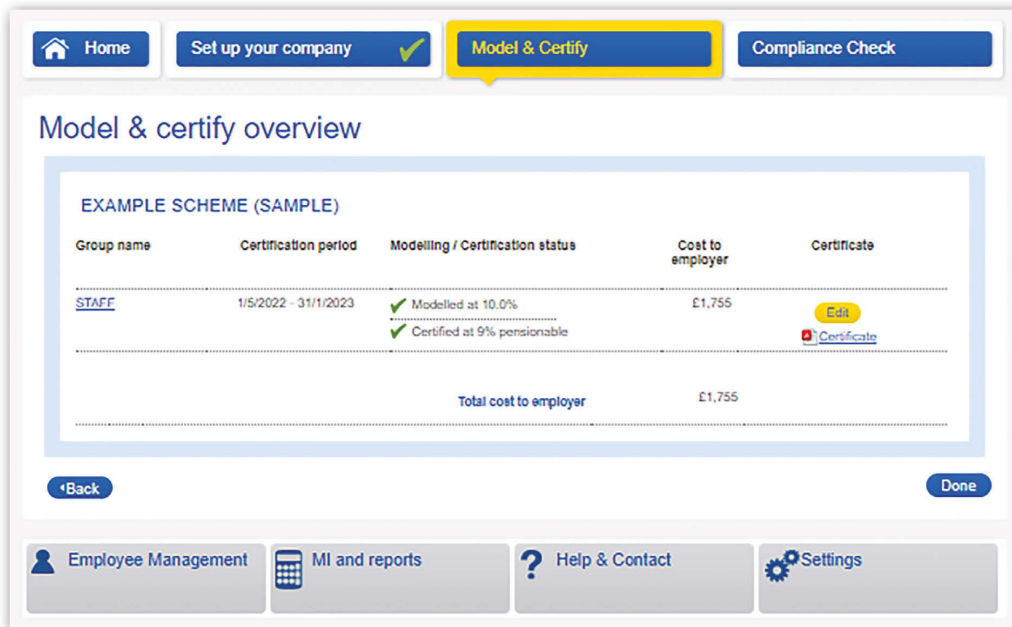 Home
Set up your company
Model & Certify
Compliance Check
Model & certify overview
EXAMPLE SCHEME (SAMPLE)
Group name Certification period Modelling / Certification status Cost to employer Certificate
STAFF 1/5/2022 - 31/1/2023 Modelled at 10.0% £1,755 Edit
Certified at 9% pensionable Certificate
Total cost to employer £1,755
Back
Done
Employee Management
MI and reports
Help & Contact
Settings